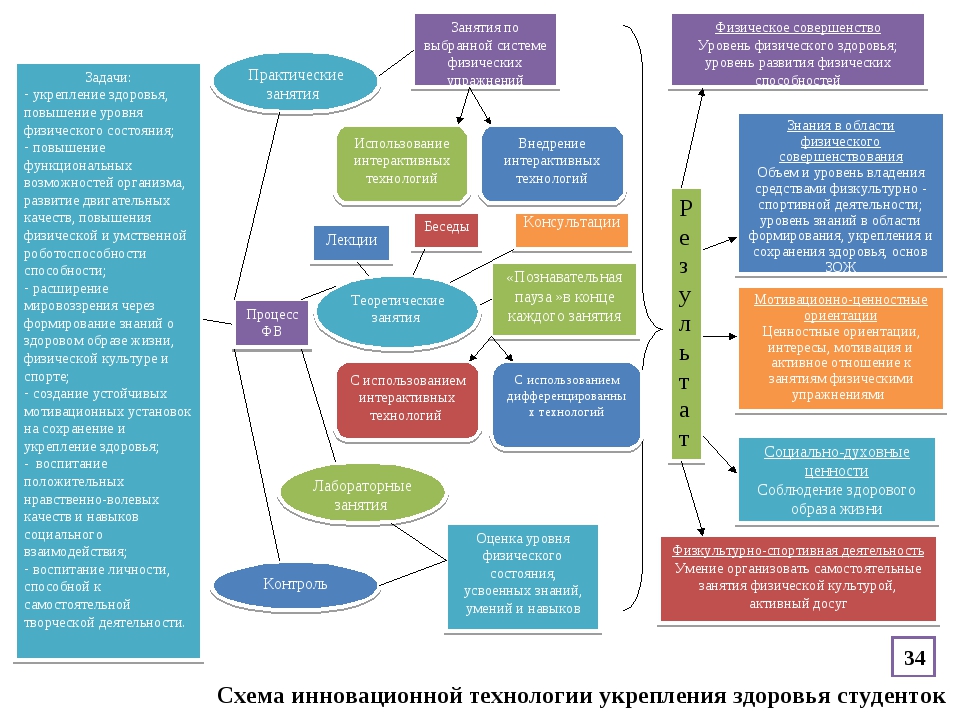 Задачи:
- укрепление здоровья,
повышение уровня
физического состояния;
- повышение
функциональных
возможностей организма,
развитие двигательных
качеств, повышения
физической и умственной
роботоспособности
способности;
- расширение
мировоззрения через
формирование знаний о
здоровом образе жизни,
физической культуре и
спорте;
- создание устойчивых
мотивационных установок
на сохранение и
укрепление здоровья;
- воспитание
положительных
нравственно-волевых
качеств и навыков
социального
взаимодействия;
- воспитание личности,
способной к
самостоятельной
творческой деятельности.
Процесс
ФВ
Практические
занятия
Занятия по
выбранной системе
физических
упражнений
Использование
интерактивных
технологий
Внедрение
интерактивных
технологий
Лекции
Беседы
Консультации
Теоретические
занятия
«Познавательная
пауза »в конце
каждого занятия
С использованием
интерактивных
технологий
С использованием
дифференцированны
х технологий
Лабораторные
занятия
Контроль
Оценка уровня
физического
состояния,
усвоенных знаний,
умений и навыков
Р
е
з
у
л
ь
т
а
т
Физическое совершенство
Уровень физического здоровья;
уровень развития физических
способностей
Знания в области
физического
совершенствования
Объем и уровень владения
средствами физкультурно -
спортивной деятельности;
уровень знаний в области
формирования, укрепления и
сохранения здоровья, основ
ЗОЖ
Мотивационно-ценностные
ориентации
Ценностные ориентации,
интересы, мотивация и
активное отношение к
занятиям физическими
упражнениями
Социально-духовные
ценности
Соблюдение здорового
образа жизни
Физкультурно-спортивная деятельность
Умение организовать самостоятельные
занятия физической культурой,
активный досуг
34
Схема инновационной технологии укрепления здоровья студенток